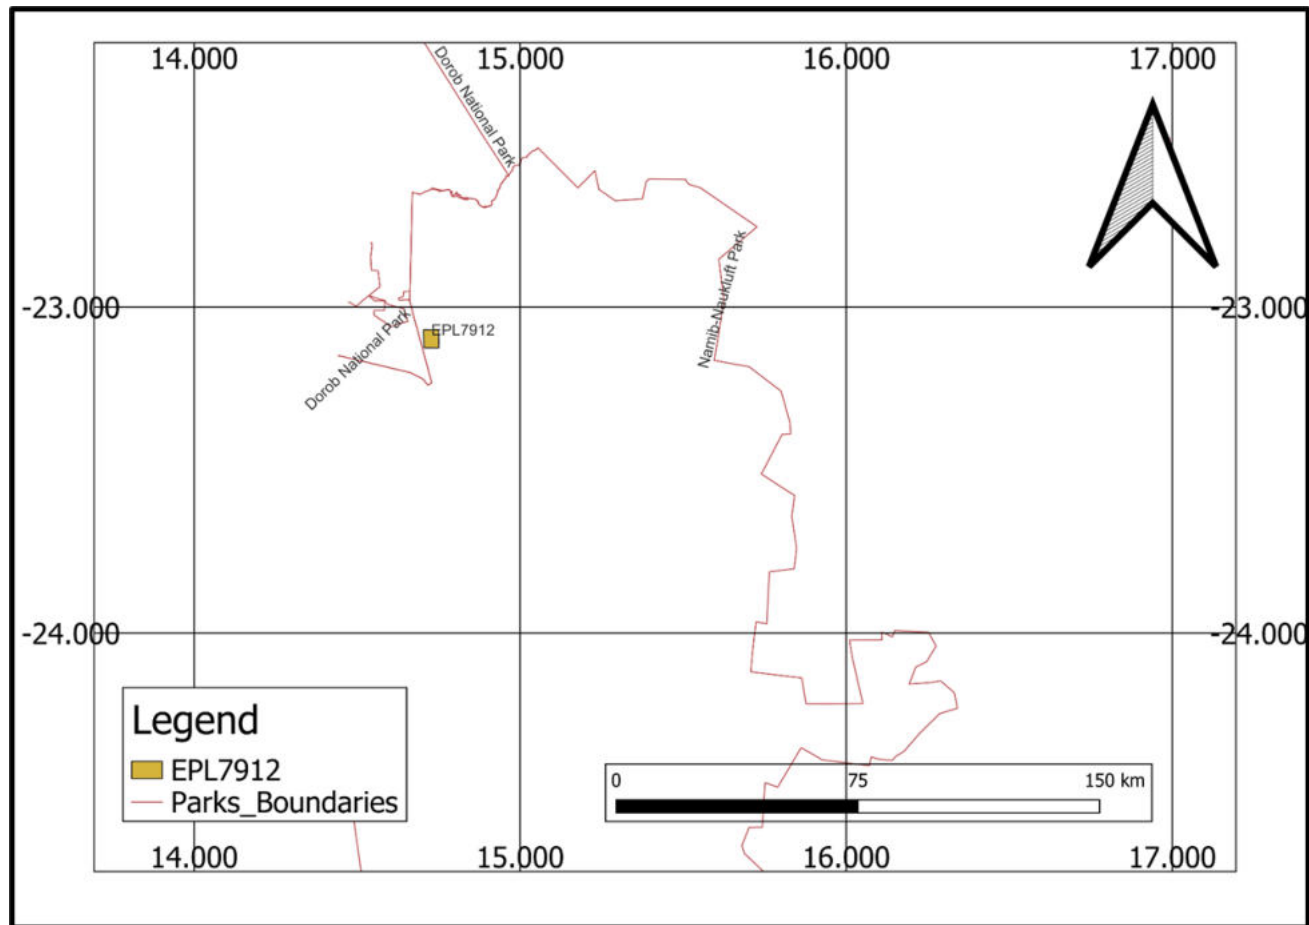 14.000 15.000 16.000 17.000
Dorob National Park
Namib-Naukluft Park
-23.000 -23.000
EPL7912
Dorob National Park
-24.000 -24.000
Legend
EPL7912
Parks_Boundaries
0 75 150 km
14.000 15.000 16.000 17.000